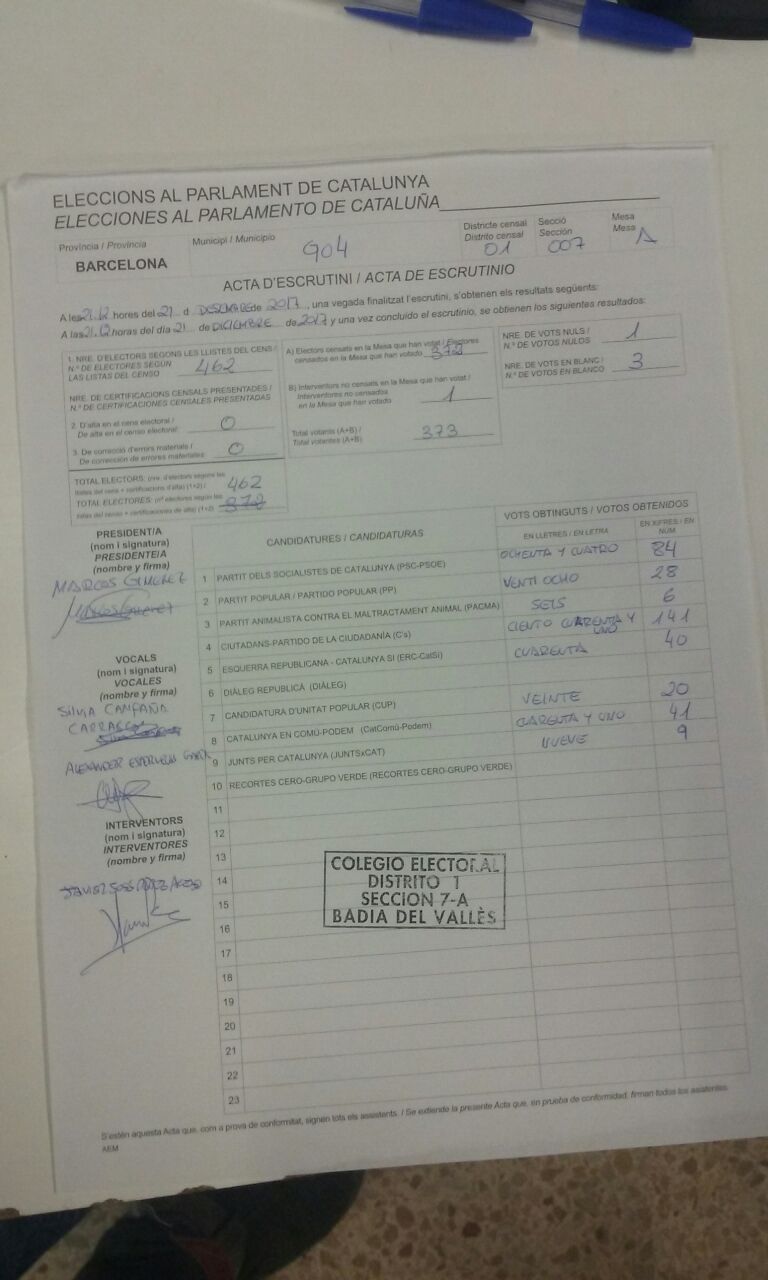 ELECCIONS AL PARLAMENT DE CATALUNYA
ELECCIONES AL PARLAMENTO DE CATALUÑA
Província / Provincia
BARCELONA
Municipi / Municipio
904
Districte censal
Distrito censal
01
Secció
Sección
007
Mesa
Mesa
A
ACTA D'ESCRUTINI / ACTA DE ESCRUTINIO
A les 21.12 hores del 21 d DESEMBRE de 2017, una vegada finalitzat l'escrutini, s'obtenen els resultats següents:
A las 21.12 horas del día 21 de DICIEMBRE de 2017 y una vez concluido el escrutinio, se obtienen los siguientes resultados:
1. NRE. D'ELECTORS SEGONS LES LLISTES DEL CENS /
N.º DE ELECTORES SEGÚN
LAS LISTAS DEL CENSO
462
NRE. DE CERTIFICACIONS CENSALS PRESENTADES /
N.º DE CERTIFICACIONES CENSALES PRESENTADAS
2. D'alta en el cens electoral /
De alta en el censo electoral:
0
3. De correcció d'errors materials /
De corrección de errores materiales:
0
TOTAL ELECTORS: (nre. d'electors segons les
llistes del cens + certificacions d'alta) (1+2) /
462
TOTAL ELECTORES: (nº electores según las
listas del censo + certificaciones de alta) (1+2)
372
A) Electors censats en la Mesa que han votat / Electores
censados en la Mesa que han votado
372
B) Interventors no censats en la Mesa que han votat /
Interventores no censados
en la Mesa que han votado
1
Total votants (A+B) /
Total votantes (A+B)
373
NRE. DE VOTS NULS /
N.º DE VOTOS NULOS
1
NRE. DE VOTS EN BLANC /
N.º DE VOTOS EN BLANCO
3
PRESIDENT/A
(nom i signatura)
PRESIDENTE/A
(nombre y firma)
MARCOS GIMENEZ
VOCALS
(nom i signatura)
VOCALES
(nombre y firma)
SILVIA CAMPAÑA
CARRASCO
ALEXANDER
INTERVENTORS
(nom i signatura)
INTERVENTORES
(nombre y firma)
JAVIER
CANDIDATURES / CANDIDATURAS
VOTS OBTINGUTS / VOTOS OBTENIDOS
EN LLETRES / EN LETRA
EN XIFRES / EN NÚM.
1 PARTIT DELS SOCIALISTES DE CATALUNYA (PSC-PSOE) OCHENTA Y CUATRO 84
2 PARTIT POPULAR / PARTIDO POPULAR (PP) VENTI OCHO 28
3 PARTIT ANIMALISTA CONTRA EL MALTRACTAMENT ANIMAL (PACMA) SEIS 6
4 CIUTADANS-PARTIDO DE LA CIUDADANÍA (C's) CIENTO CUARENTA Y UNO 141
5 ESQUERRA REPUBLICANA - CATALUNYA SÍ (ERC-CatSí) CUARENTA 40
6 DIÀLEG REPUBLICÀ (DIÀLEG)
7 CANDIDATURA D'UNITAT POPULAR (CUP) VEINTE 20
8 CATALUNYA EN COMÚ-PODEM (CatComú-Podem) CUARENTA Y UNO 41
9 JUNTS PER CATALUNYA (JUNTSxCAT) NUEVE 9
10 RECORTES CERO-GRUPO VERDE (RECORTES CERO-GRUPO VERDE)
11
12
13
14
15
16
17
18
19
20
21
22
23
COLEGIO ELECTORAL
DISTRITO 1
SECCION 7-A
BADIA DEL VALLÈS
S'estén aquesta Acta que, com a prova de conformitat, signen tots els assistents. / Se extiende la presente Acta que, en prueba de conformidad, firman todos los asistentes.
AEM